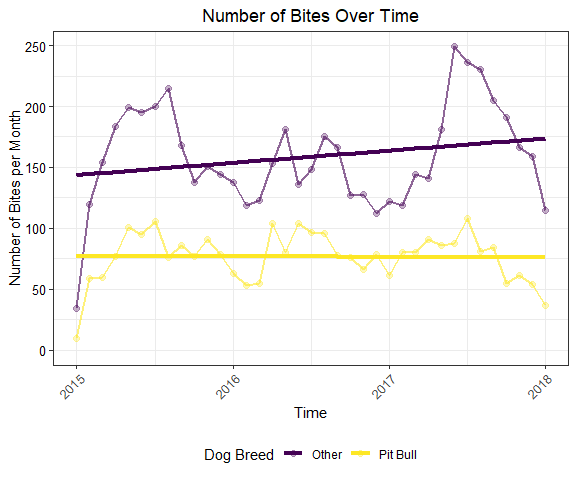 Number of Bites Over Time
Number of Bites per Month
250
200
150
100
50
0
2015
2016
2017
2018
Time
Dog Breed Other Pit Bull